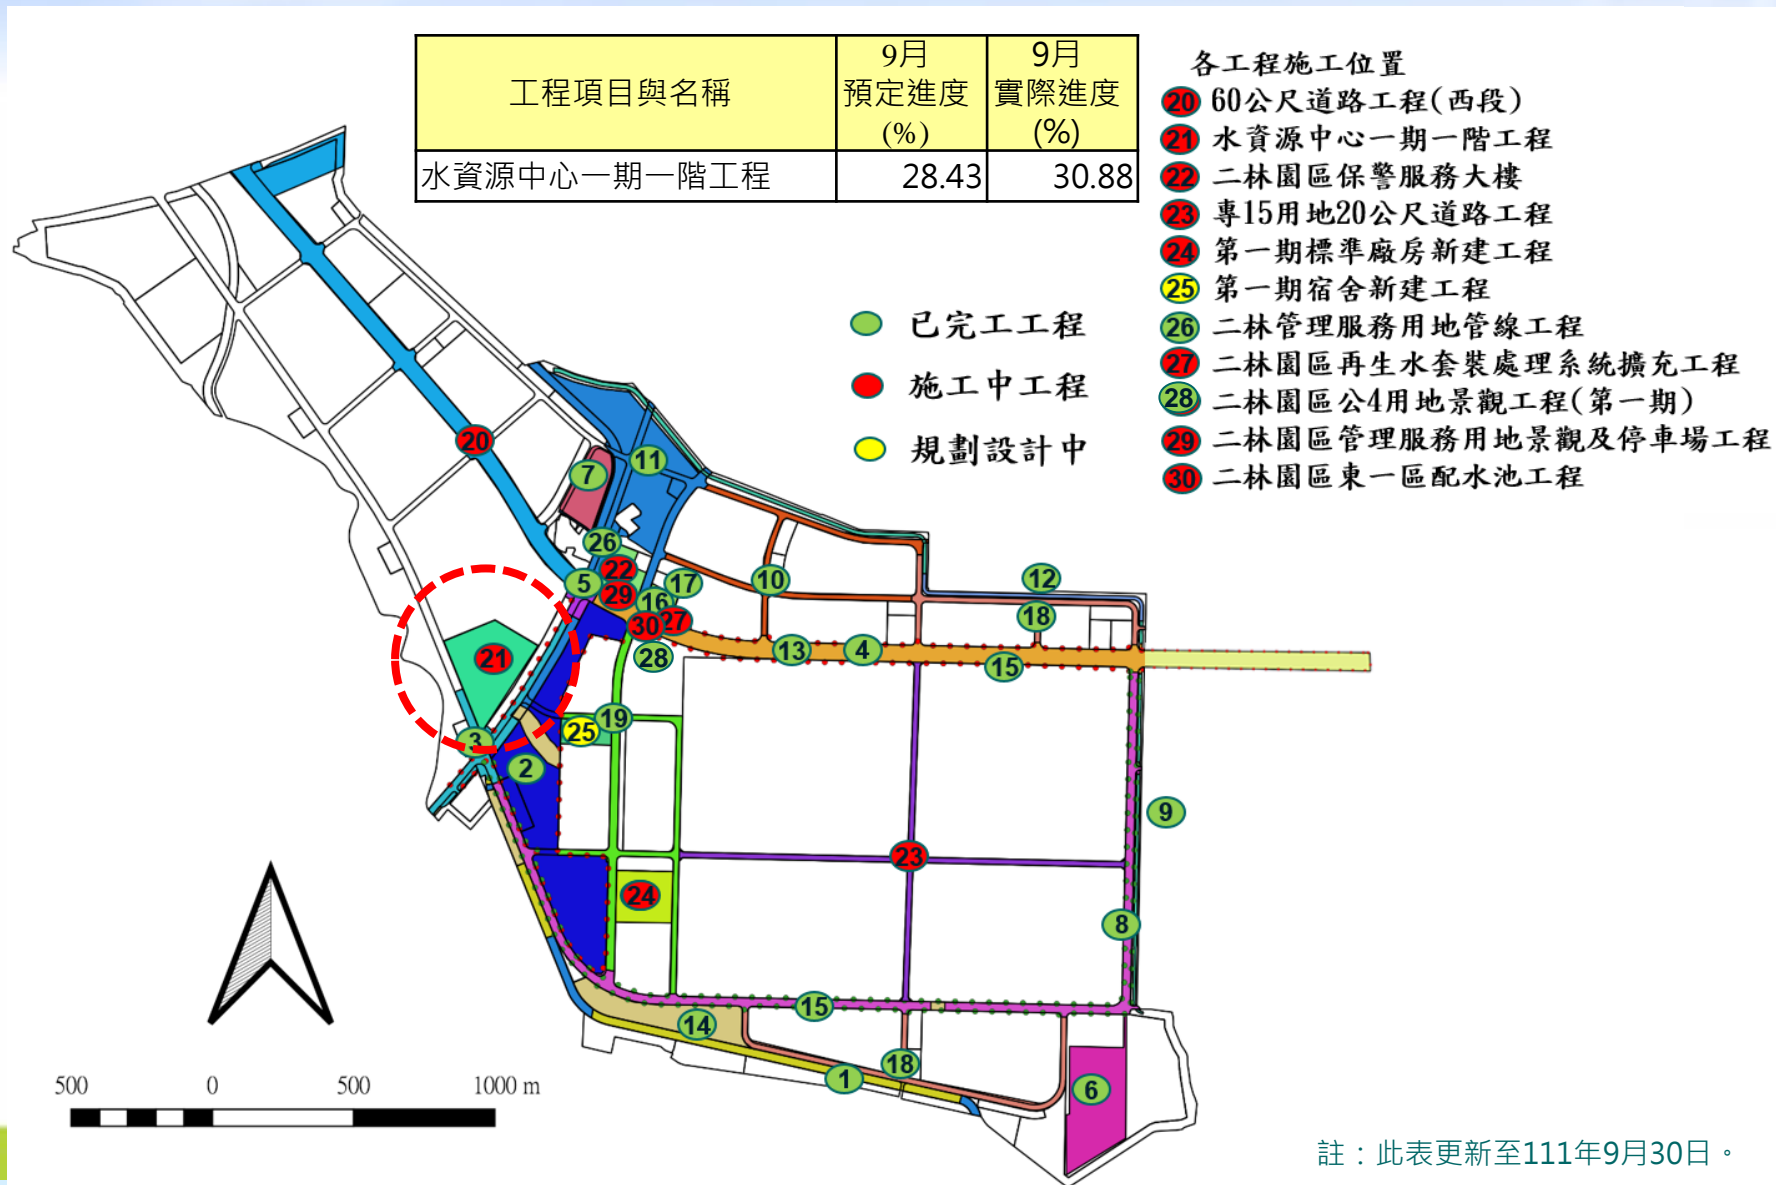 工程項目與名稱
9月
預定進度
(%)
9月
實際進度
(%)
水資源中心一期一階工程 28.43 30.88
各工程施工位置
20 60公尺道路工程(西段)
21 水資源中心一期一階工程
22 二林園區保警服務大樓
23 專15用地20公尺道路工程
24 第一期標準廠房新建工程
25 第一期宿舍新建工程
26 二林管理服務用地管線工程
27 二林園區再生水套裝處理系統擴充工程
28 二林園區公4用地景觀工程(第一期)
29 二林園區管理服務用地景觀及停車場工程
30 二林園區東一區配水池工程
已完工工程
施工中工程
規劃設計中
20
7
11
26
22
5
29
17
16
10
12
30
27
18
28
13
4
15
21
3
19
25
2
9
23
24
8
15
14
18
1
6
500 0 500 1000 m
註：此表更新至111年9月30日。